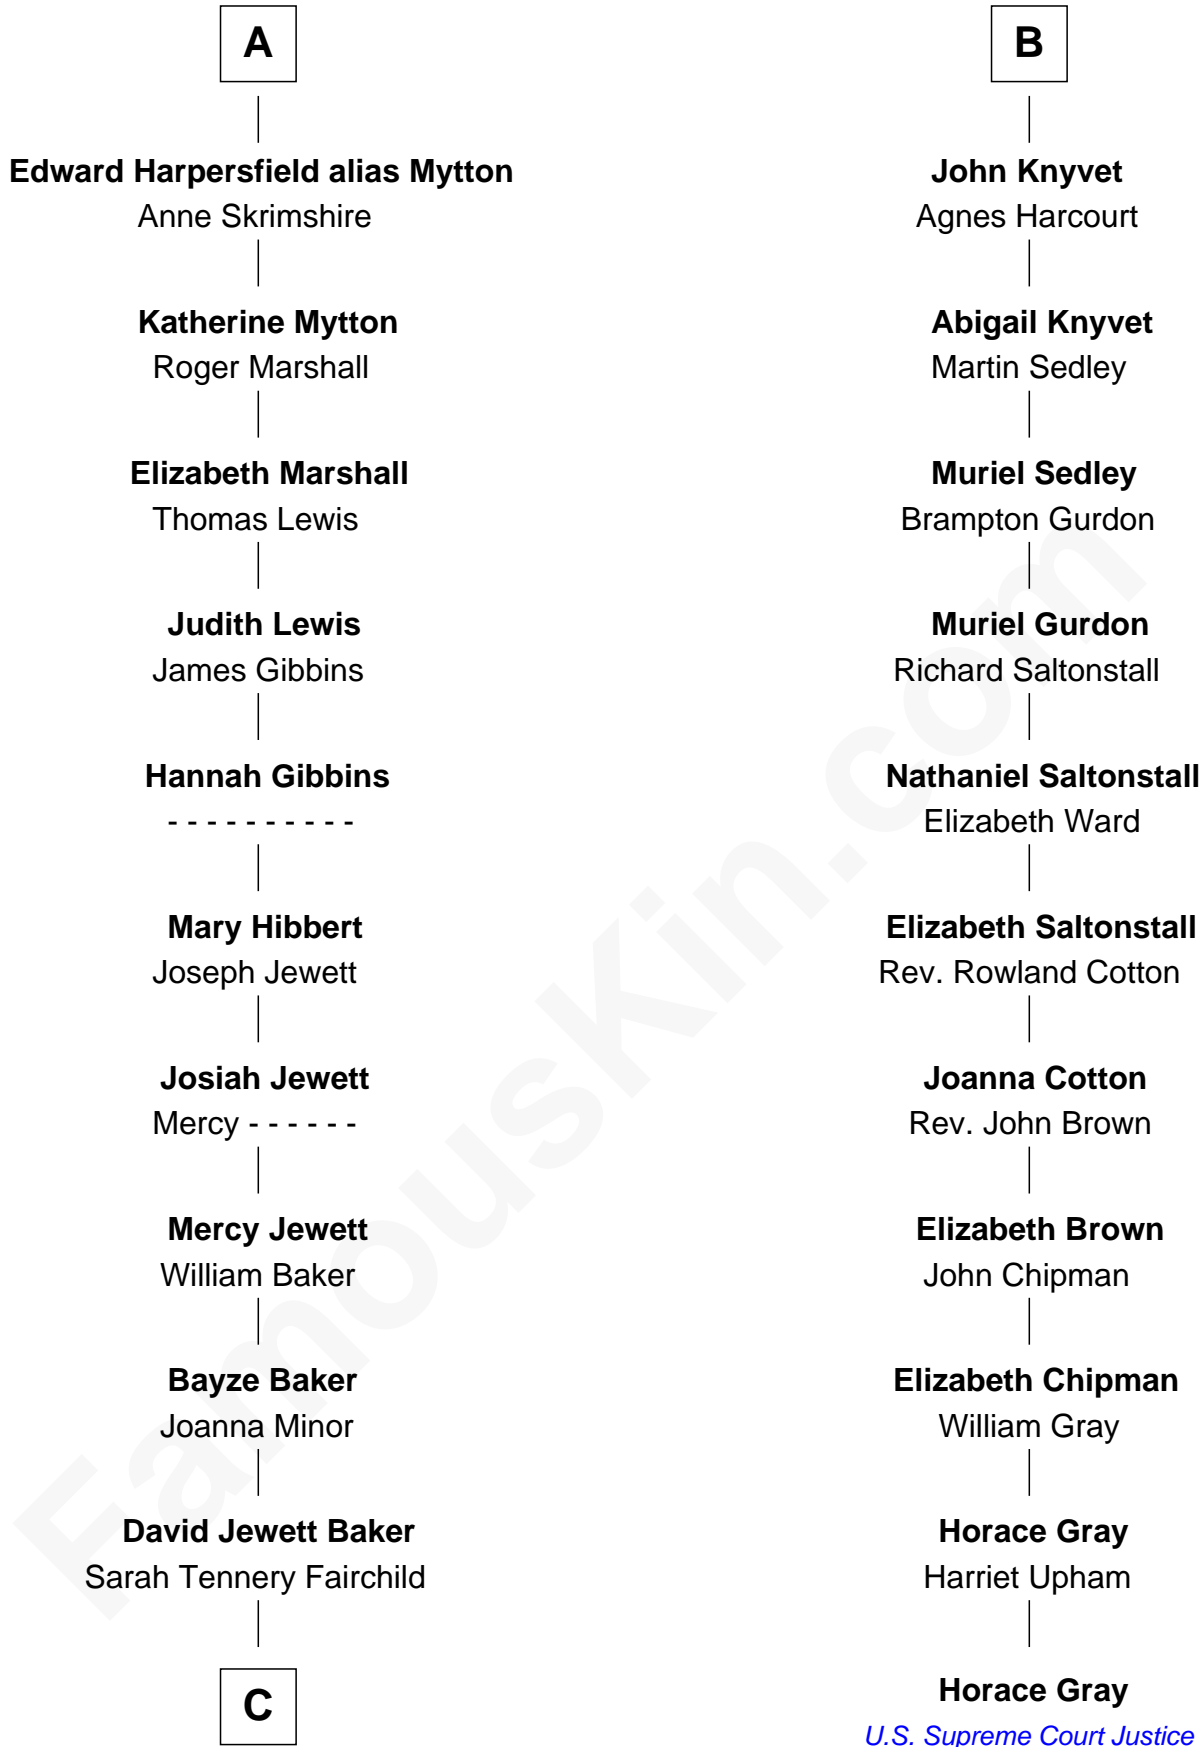 A
Edward Harpersfield alias Mytton
Anne Skrimshire
Katherine Mytton
Roger Marshall
Elizabeth Marshall
Thomas Lewis
Judith Lewis
James Gibbins
Hannah Gibbins
- - - - - - - - - -
Mary Hibbert
Joseph Jewett
Josiah Jewett
Mercy - - - - - -
Mercy Jewett
William Baker
Bayze Baker
Joanna Minor
David Jewett Baker
Sarah Tennery Fairchild
C
B
John Knyvet
Agnes Harcourt
Abigail Knyvet
Martin Sedley
Muriel Sedley
Brampton Gurdon
Muriel Gurdon
Richard Saltonstall
Nathaniel Saltonstall
Elizabeth Ward
Elizabeth Saltonstall
Rev. Rowland Cotton
Joanna Cotton
Rev. John Brown
Elizabeth Brown
John Chipman
Elizabeth Chipman
William Gray
Horace Gray
Harriet Upham
Horace Gray
U.S. Supreme Court Justice
FamousKin.com